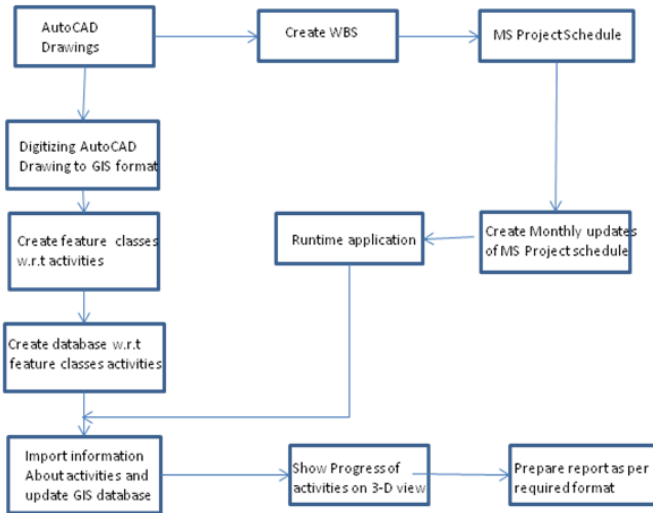 AutoCAD
Drawings
Create WBS
MS Project Schedule
Digitizing AutoCAD
Drawing to GIS format
Create feature classes
w.r.t activities
Runtime application
Create Monthly updates
of MS Project schedule
Create database w.r.t
feature classes activities
Import information
About activities and
update GIS database
Show Progress of
activities on 3-D view
Prepare report as per
required format